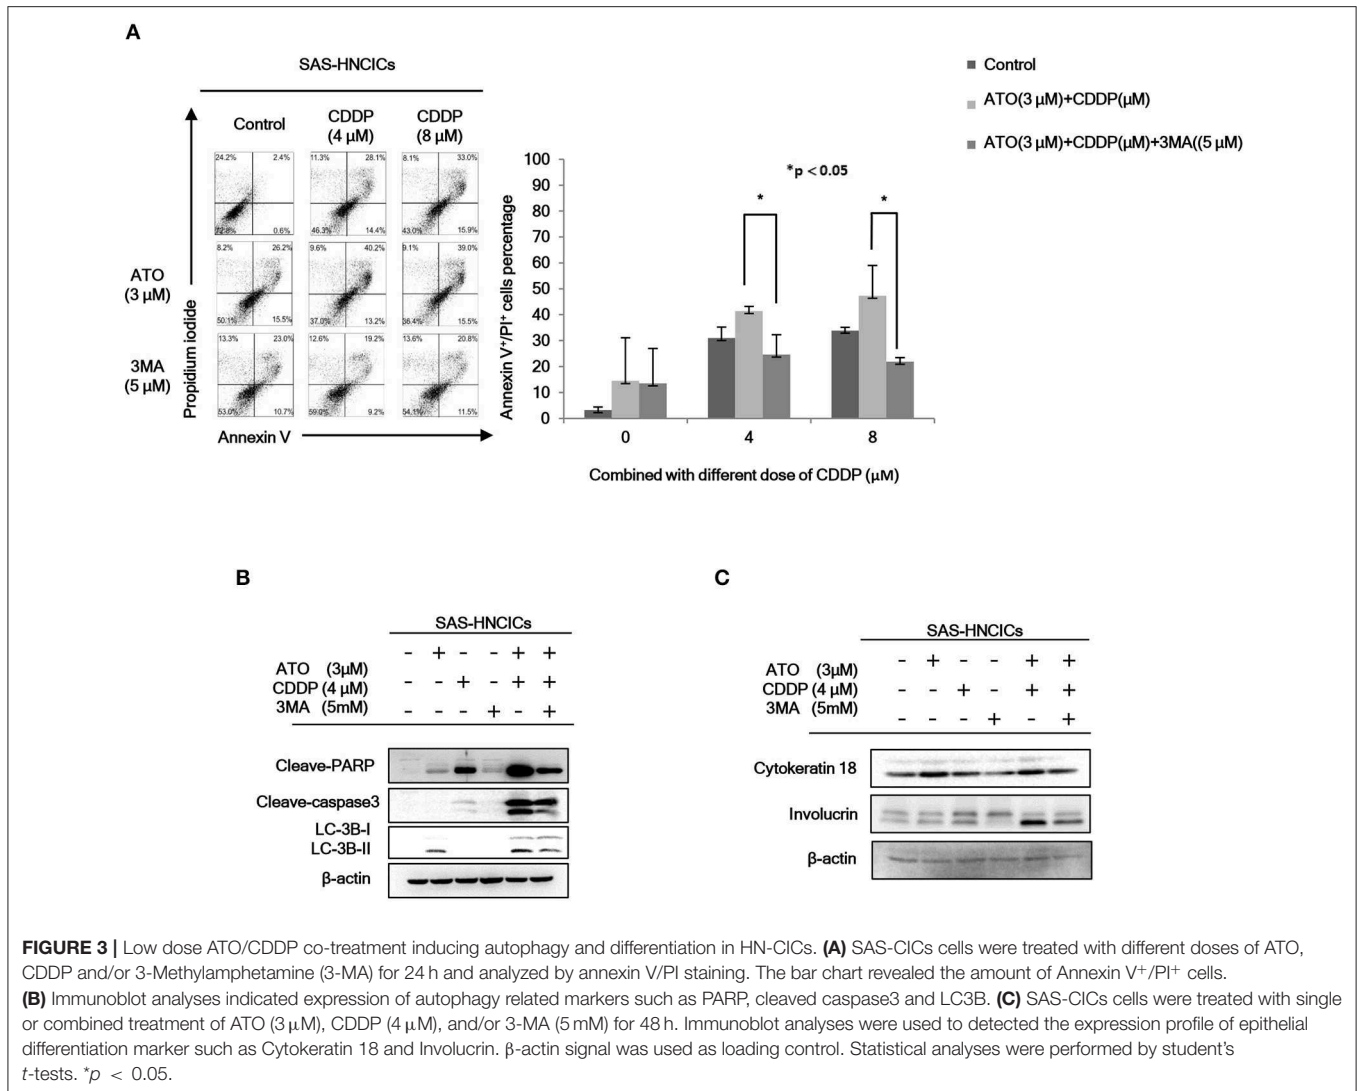 A
SAS-HNCICs
Control
CDDP
(4 μM)
CDDP
(8 μM)
24.2% 2.4% 11.3% 28.1% 8.1% 33.0%
72.8% 0.6% 46.3% 14.4% 43.0% 15.9%
ATO
(3 μM)
8.2% 26.2% 9.6% 40.2% 9.1% 39.0%
50.1% 15.5% 37.0% 13.2% 36.4% 15.5%
3MA
(5 μM)
13.3% 23.0% 12.6% 19.2% 13.6% 20.8%
53.0% 10.7% 59.0% 9.2% 54.1% 11.5%
Propidium iodide
Annexin V
Control
ATO(3 μM)+CDDP(μM)
ATO(3 μM)+CDDP(μM)+3MA((5 μM)
*p < 0.05
* *
Annexin V⁺/PI⁺ cells percentage
100
90
80
70
60
50
40
30
20
10
0
0 4 8
Combined with different dose of CDDP (μM)
B
SAS-HNCICs
ATO (3μM) - + - - + +
CDDP (4 μM) - - + - + +
3MA (5mM) - - - + - +
Cleave-PARP
Cleave-caspase3
LC-3B-I
LC-3B-II
β-actin
C
SAS-HNCICs
ATO (3μM) - + - - + +
CDDP (4 μM) - - + - + +
3MA (5mM) - - - + - +
Cytokeratin 18
Involucrin
β-actin
FIGURE 3 | Low dose ATO/CDDP co-treatment inducing autophagy and differentiation in HN-CICs. (A) SAS-CICs cells were treated with different doses of ATO,
CDDP and/or 3-Methylamphetamine (3-MA) for 24 h and analyzed by annexin V/PI staining. The bar chart revealed the amount of Annexin V⁺/PI⁺ cells.
(B) Immunoblot analyses indicated expression of autophagy related markers such as PARP, cleaved caspase3 and LC3B. (C) SAS-CICs cells were treated with single
or combined treatment of ATO (3 μM), CDDP (4 μM), and/or 3-MA (5 mM) for 48 h. Immunoblot analyses were used to detected the expression profile of epithelial
differentiation marker such as Cytokeratin 18 and Involucrin. β-actin signal was used as loading control. Statistical analyses were performed by student's
t-tests. *p < 0.05.